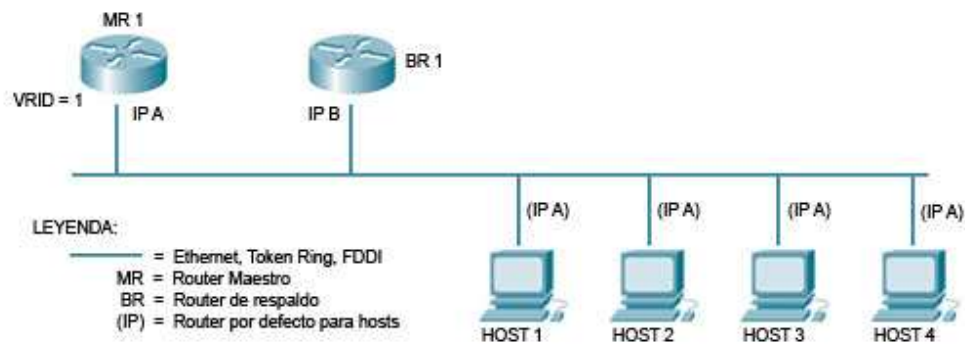 MR 1
BR 1
VRID = 1
IP A
IP B
(IP A)
(IP A)
(IP A)
(IP A)
LEYENDA:
= Ethernet, Token Ring, FDDI
MR = Router Maestro
BR = Router de respaldo
(IP) = Router por defecto para hosts
HOST 1
HOST 2
HOST 3
HOST 4